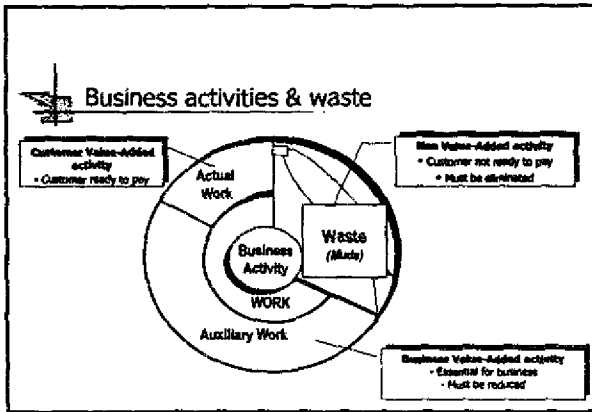 Business activities & waste
Customer Value-Added
activity
• Customer ready to pay
Non Value-Added activity
• Customer not ready to pay
• Must be eliminated
Actual
Work
Waste
(Muda)
Business
Activity
WORK
Auxiliary Work
Business Value-Added activity
- Essential for business
- Must be reduced